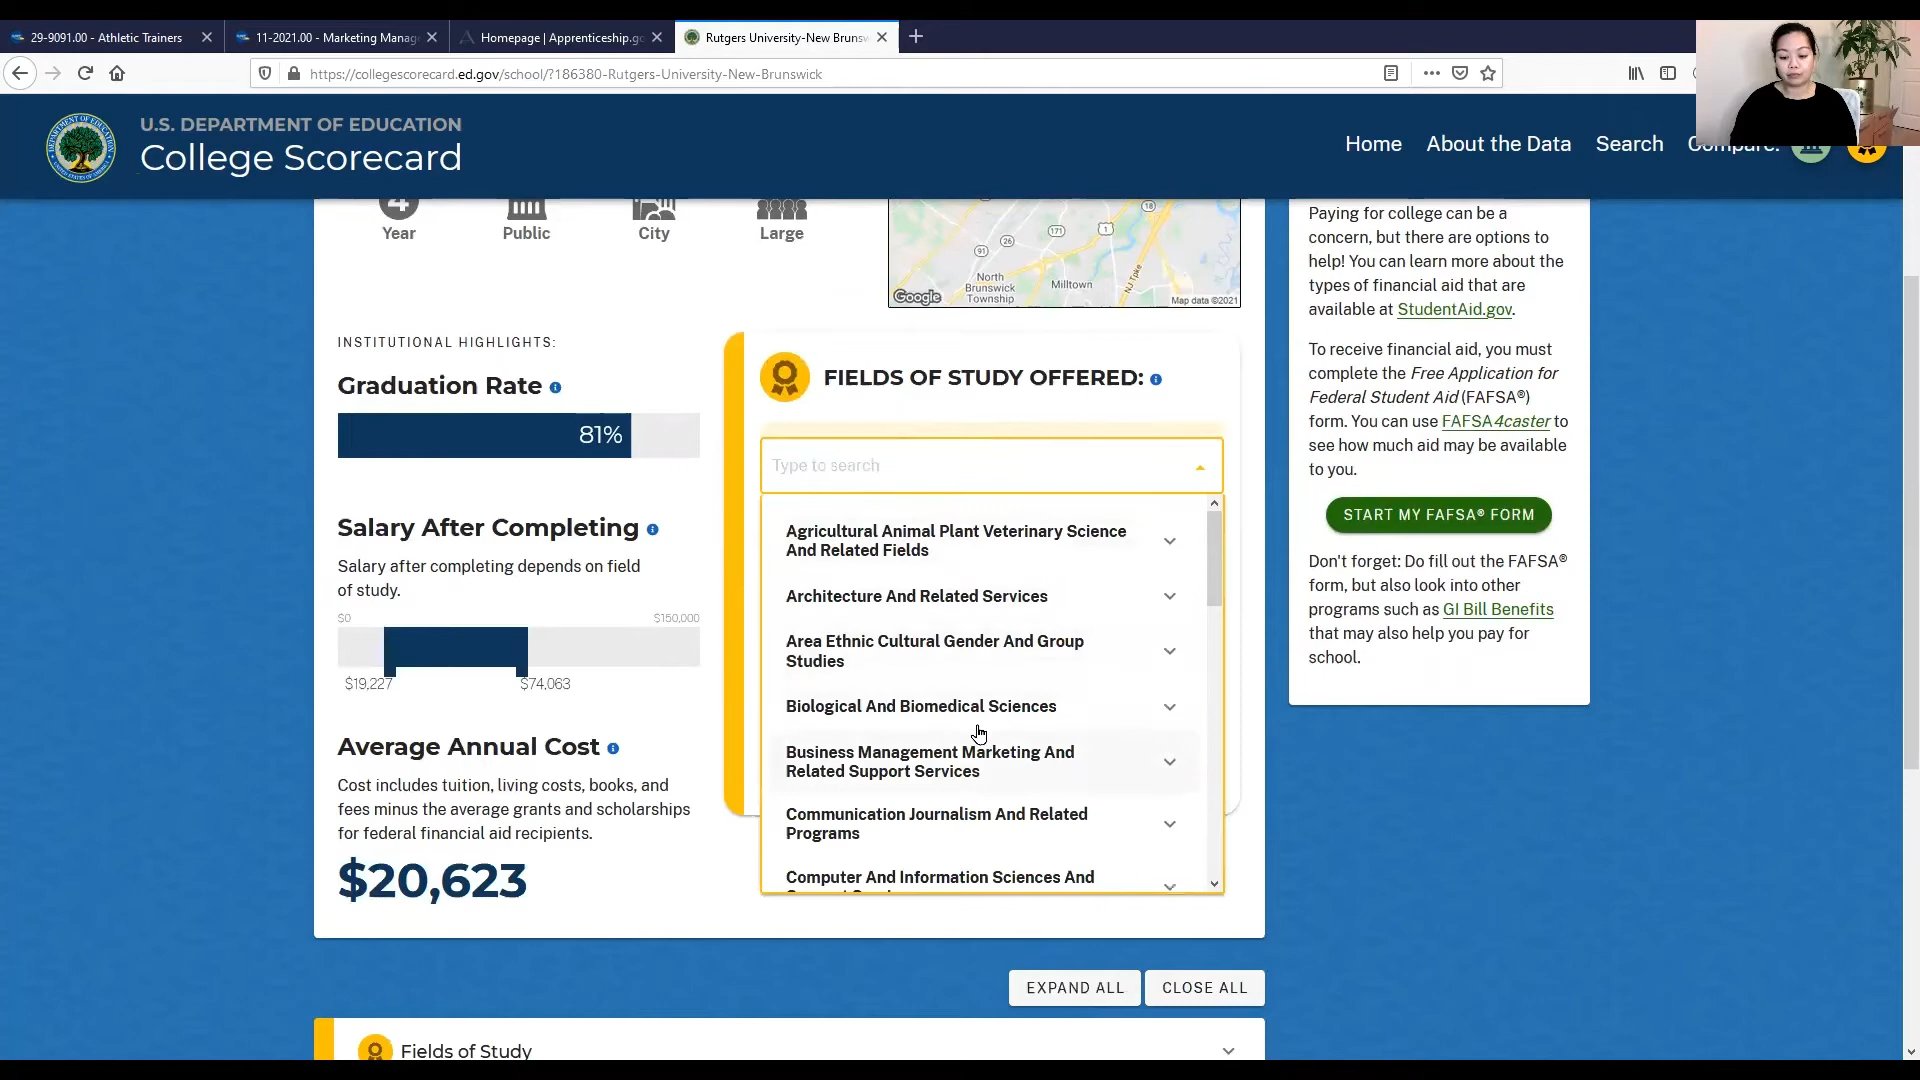 29-9091.00 - Athletic Trainers
11-2021.00 - Marketing Manag
Homepage | Apprenticeship.go
Rutgers University-New Bruns
https://collegescorecard.ed.gov/school/?186380-Rutgers-University-New-Brunswick
U.S. DEPARTMENT OF EDUCATION
College Scorecard
Home
About the Data
Search
Compare:
4
Year
Public
City
Large
18
171
1
26
91
North
Brunswick
Township
Milltown
NJ Tpke
Google
Map data ©2021
INSTITUTIONAL HIGHLIGHTS:
Graduation Rate
81%
Salary After Completing
Salary after completing depends on field
of study.
$0
$150,000
$19,227
$74,063
Average Annual Cost
Cost includes tuition, living costs, books, and
fees minus the average grants and scholarships
for federal financial aid recipients.
$20,623
FIELDS OF STUDY OFFERED:
Type to search
Agricultural Animal Plant Veterinary Science
And Related Fields
Architecture And Related Services
Area Ethnic Cultural Gender And Group
Studies
Biological And Biomedical Sciences
Business Management Marketing And
Related Support Services
Communication Journalism And Related
Programs
Computer And Information Sciences And
Paying for college can be a
concern, but there are options to
help! You can learn more about the
types of financial aid that are
available at StudentAid.gov.
To receive financial aid, you must
complete the Free Application for
Federal Student Aid (FAFSA®)
form. You can use FAFSA4caster to
see how much aid may be available
to you.
START MY FAFSA® FORM
Don't forget: Do fill out the FAFSA®
form, but also look into other
programs such as GI Bill Benefits
that may also help you pay for
school.
EXPAND ALL
CLOSE ALL
Fields of Study